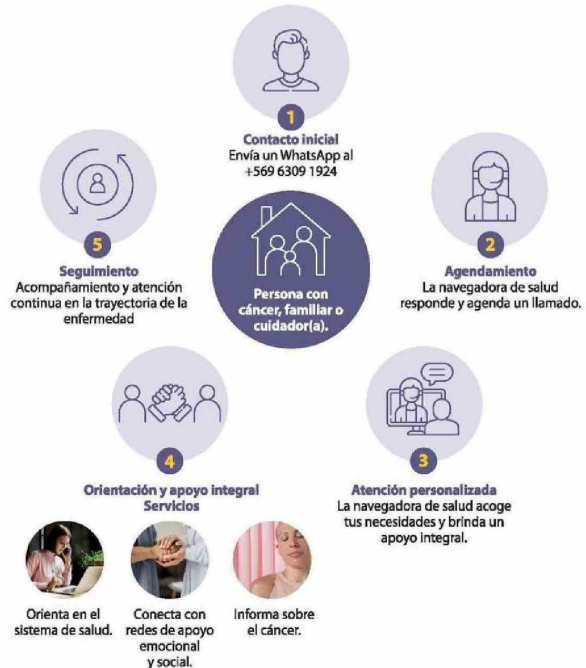 1
Contacto inicial
Envía un WhatsApp al
+569 6309 1924
2
Agendamiento
La navegadora de salud
responde y agenda un llamado.
3
Atención personalizada
La navegadora de salud acoge
tus necesidades y brinda un
apoyo integral.
4
Orientación y apoyo integral
Servicios
Orienta en el
sistema de salud.
Conecta con
redes de apoyo
emocional
y social.
Informa sobre
el cáncer.
5
Seguimiento
Acompañamiento y atención
continua en la trayectoria de la
enfermedad
Persona con
cáncer, familiar o
cuidador(a).